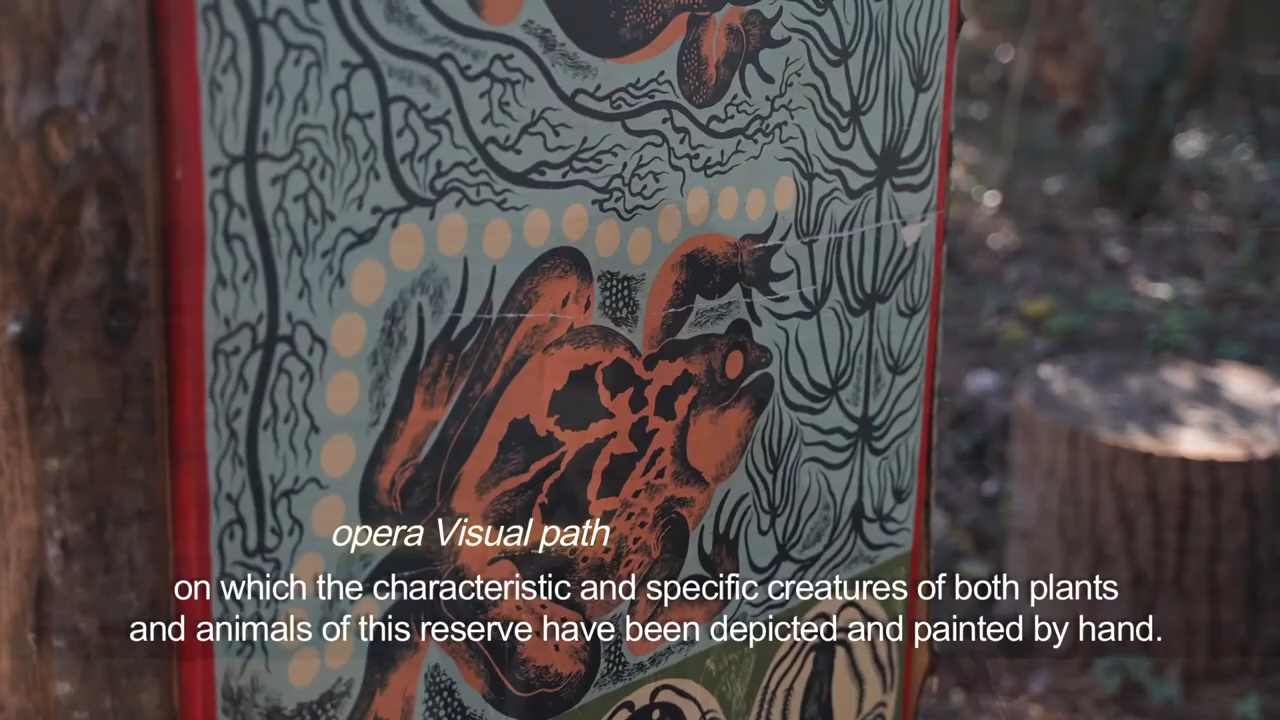 opera Visual path
on which the characteristic and specific creatures of both plants
and animals of this reserve have been depicted and painted by hand.